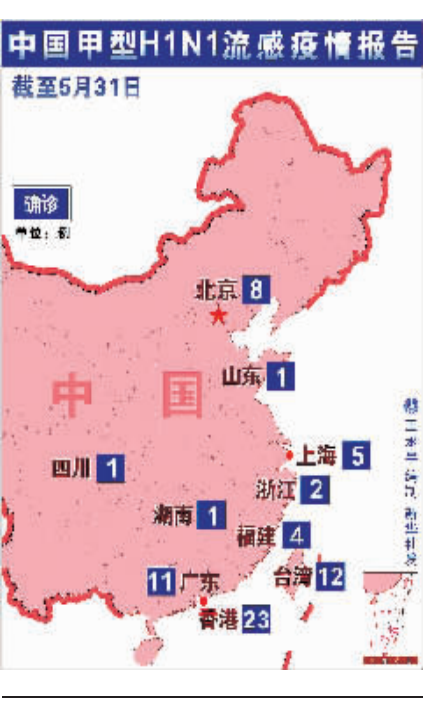 中国甲型H1N1流感疫情报告
截至5月31日
确诊
单位：例
北京 8
山东 1
中国
上海 5
四川 1
浙江 2
湖南 1
福建 4
11 广东
台湾 12
香港 23